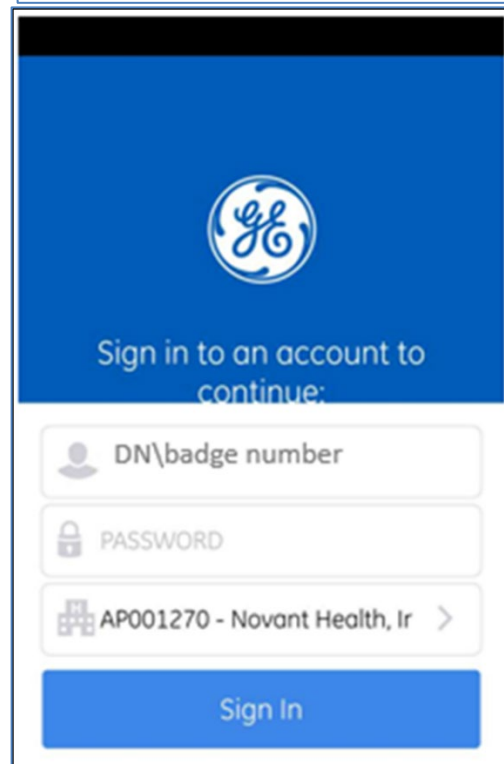 GE
Sign in to an account to
continue:
DN\badge number
PASSWORD
AP001270 - Novant Health, Ir
Sign In